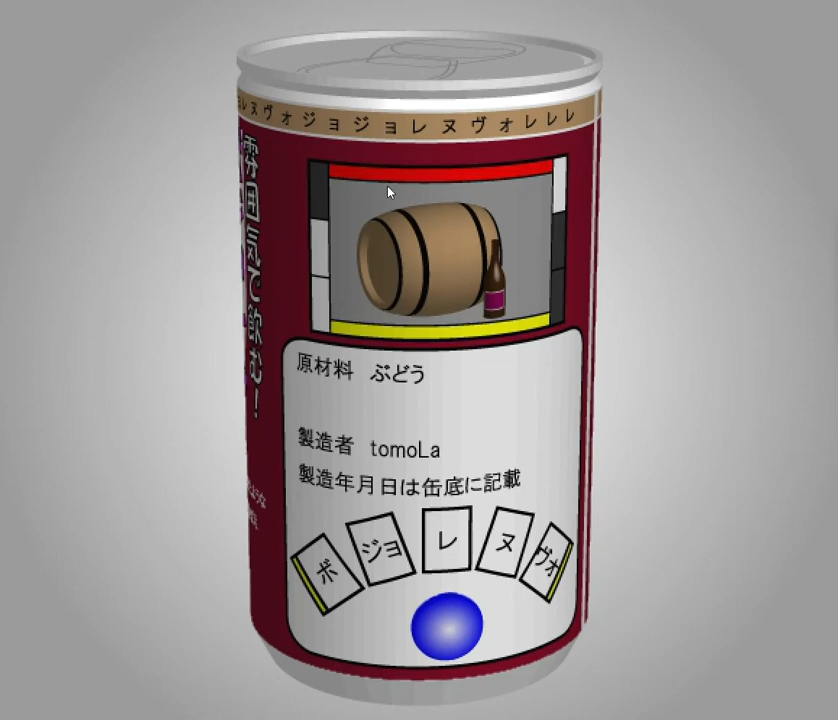 ョレヌヴォジョジョレヌヴォレレレ
雰囲気で飲む!
原材料 ぶどう
製造者 tomoLa
製造年月日は缶底に記載
ボ ジョ レ ヌ ヴォ